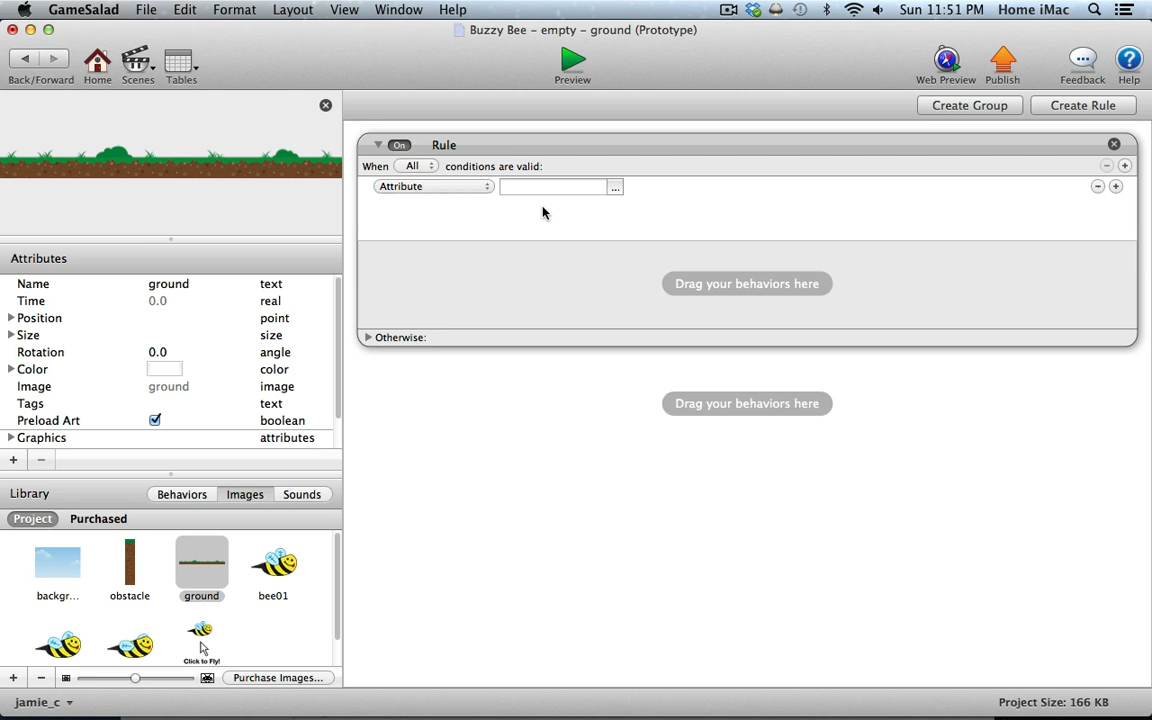 GameSalad File Edit Format Layout View Window Help Sun 11:51 PM Home iMac
Buzzy Bee - empty - ground (Prototype)
Back/Forward Home Scenes Tables Preview Web Preview Publish Feedback Help
Create Group Create Rule
On Rule
When All conditions are valid:
Attribute ...
Drag your behaviors here
Otherwise:
Drag your behaviors here
Attributes
Name ground text
Time 0.0 real
Position point
Size size
Rotation 0.0 angle
Color color
Image ground image
Tags text
Preload Art boolean
Graphics attributes
Library Behaviors Images Sounds
Project Purchased
backgr... obstacle ground bee01
Click to Fly!
Purchase Images...
jamie_c Project Size: 166 KB